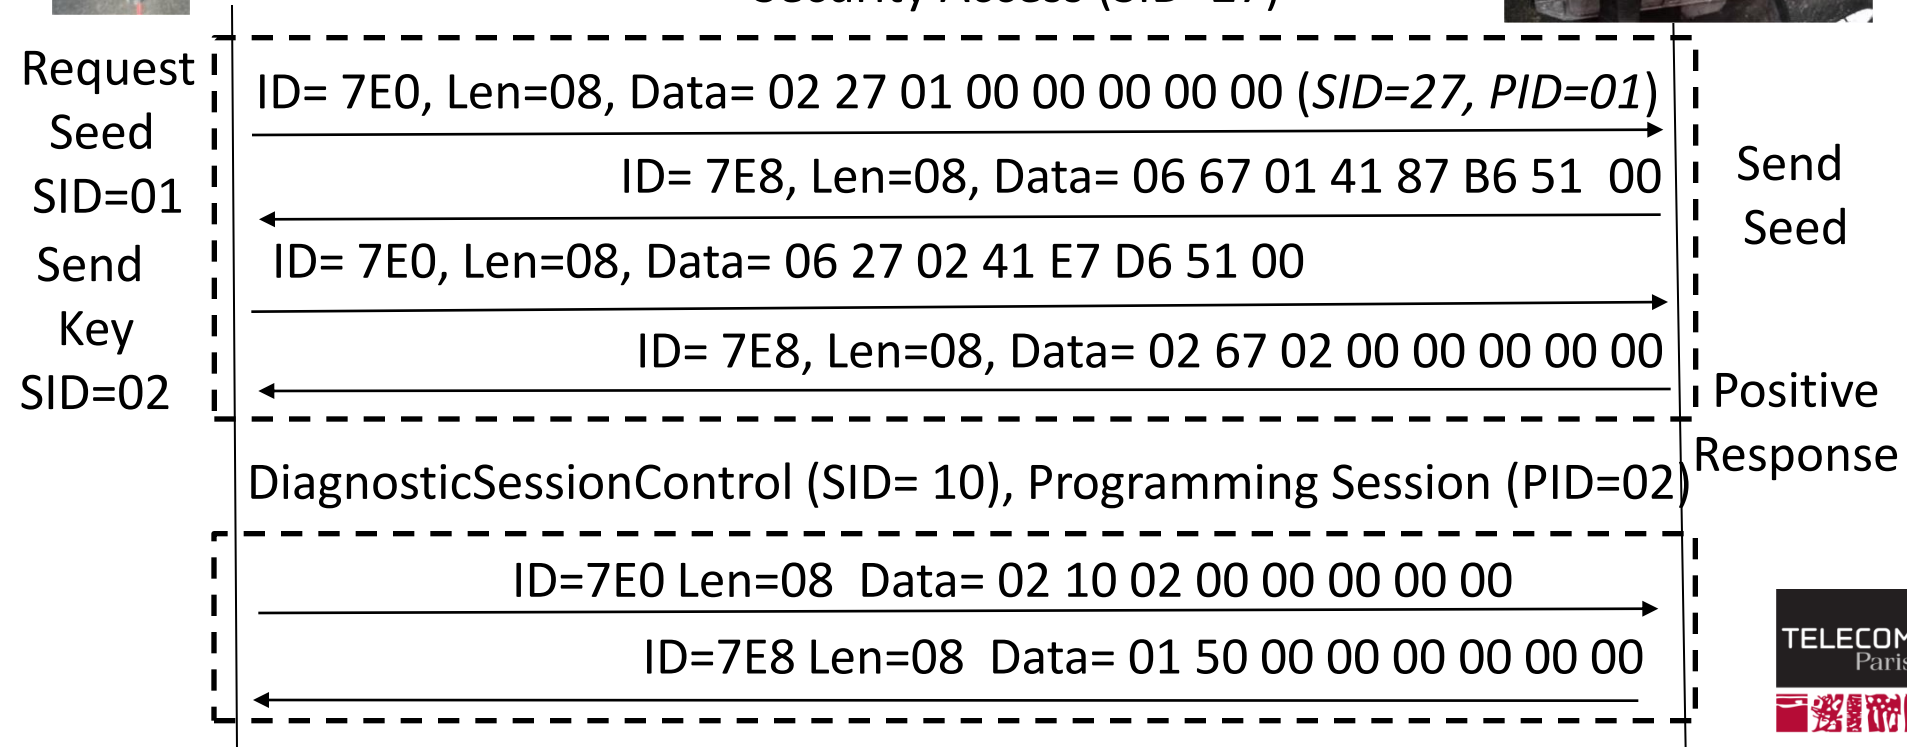 Request
Seed
SID=01
Send
Key
SID=02
ID= 7E0, Len=08, Data= 02 27 01 00 00 00 00 00 (SID=27, PID=01)
ID= 7E8, Len=08, Data= 06 67 01 41 87 B6 51 00
ID= 7E0, Len=08, Data= 06 27 02 41 E7 D6 51 00
ID= 7E8, Len=08, Data= 02 67 02 00 00 00 00 00
Send
Seed
Positive
Response
DiagnosticSessionControl (SID= 10), Programming Session (PID=02)
ID=7E0 Len=08 Data= 02 10 02 00 00 00 00 00
ID=7E8 Len=08 Data= 01 50 00 00 00 00 00 00
TELECOM
Paris